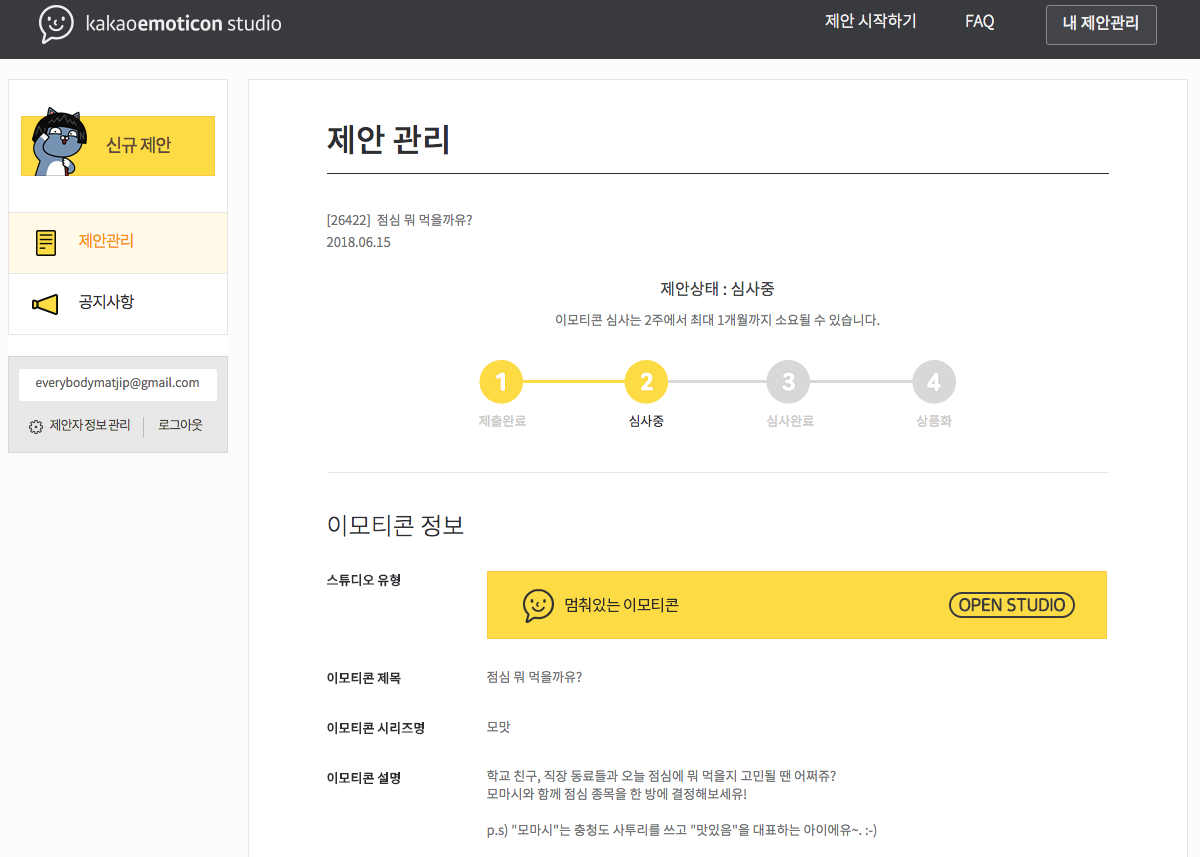 kakaoemoticon studio
제안 시작하기
FAQ
내 제안관리
신규 제안
제안관리
공지사항
everybodymatjip@gmail.com
제안자 정보 관리
로그아웃
제안 관리
[26422] 점심 뭐 먹을까유?
2018.06.15
제안상태 : 심사중
이모티콘 심사는 2주에서 최대 1개월까지 소요될 수 있습니다.
1 2 3 4
제출완료 심사중 심사완료 상품화
이모티콘 정보
스튜디오 유형
멈춰있는 이모티콘
OPEN STUDIO
이모티콘 제목
점심 뭐 먹을까유?
이모티콘 시리즈명
모맛
이모티콘 설명
학교 친구, 직장 동료들과 오늘 점심에 뭐 먹을지 고민될 땐 어쩌쥬?
모마시와 함께 점심 종목을 한 방에 결정해보세유!
p.s) "모마시"는 충청도 사투리를 쓰고 "맛있음"을 대표하는 아이에유~. :-)